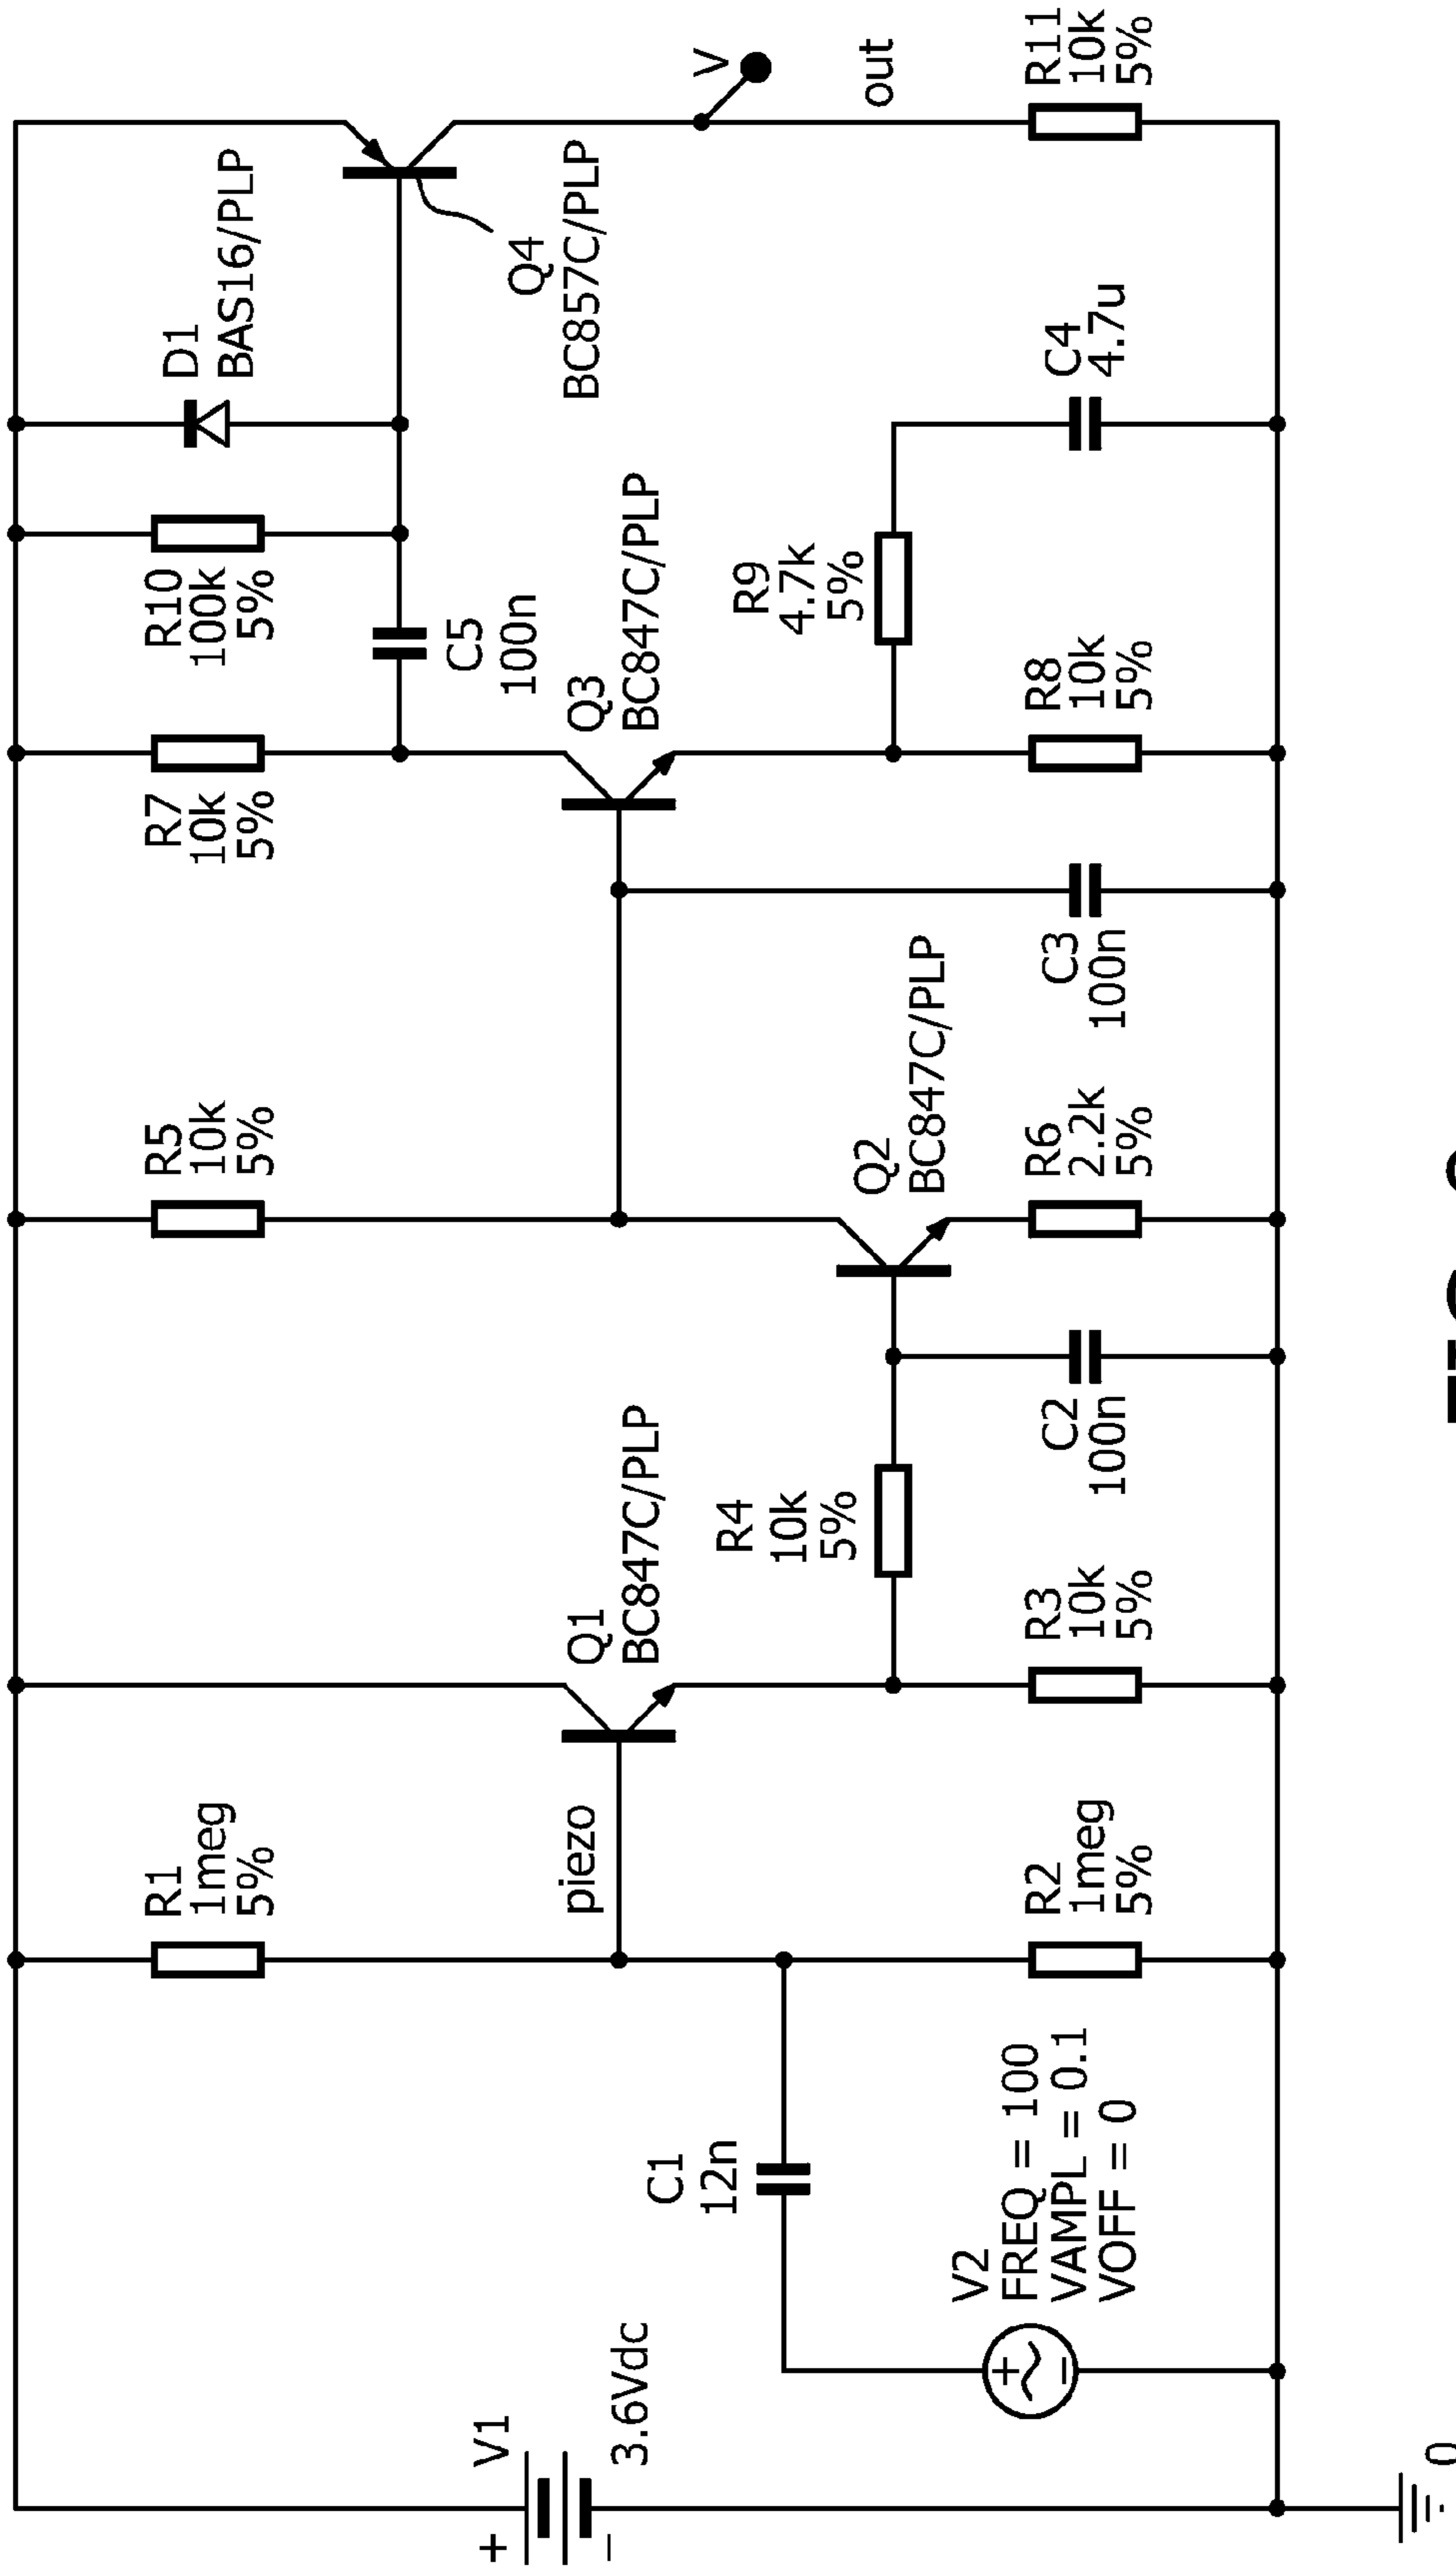 V1
+
–
3.6Vdc
0
V2
FREQ = 100
VAMPL = 0.1
VOFF = 0
+
–
C1
12n
R1
1meg
5%
piezo
R2
1meg
5%
Q1
BC847C/PLP
R3
10k
5%
R4
10k
5%
C2
100n
R5
10k
5%
Q2
BC847C/PLP
R6
2.2k
5%
C3
100n
R7
10k
5%
Q3
BC847C/PLP
R8
10k
5%
R10
100k
5%
C5
100n
R9
4.7k
5%
D1
BAS16/PLP
C4
4.7u
Q4
BC857C/PLP
V
out
R11
10k
5%